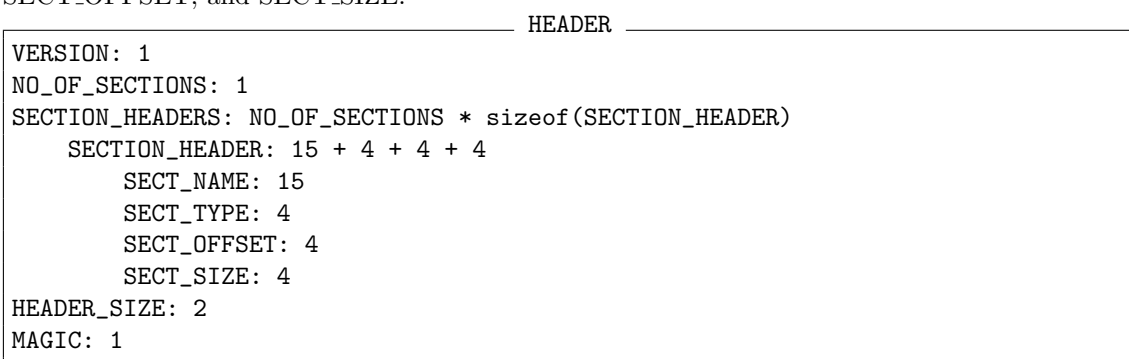 SECT_OFFSET, and SECT_SIZE.
HEADER
VERSION: 1
NO_OF_SECTIONS: 1
SECTION_HEADERS: NO_OF_SECTIONS * sizeof(SECTION_HEADER)
    SECTION_HEADER: 15 + 4 + 4 + 4
        SECT_NAME: 15
        SECT_TYPE: 4
        SECT_OFFSET: 4
        SECT_SIZE: 4
HEADER_SIZE: 2
MAGIC: 1